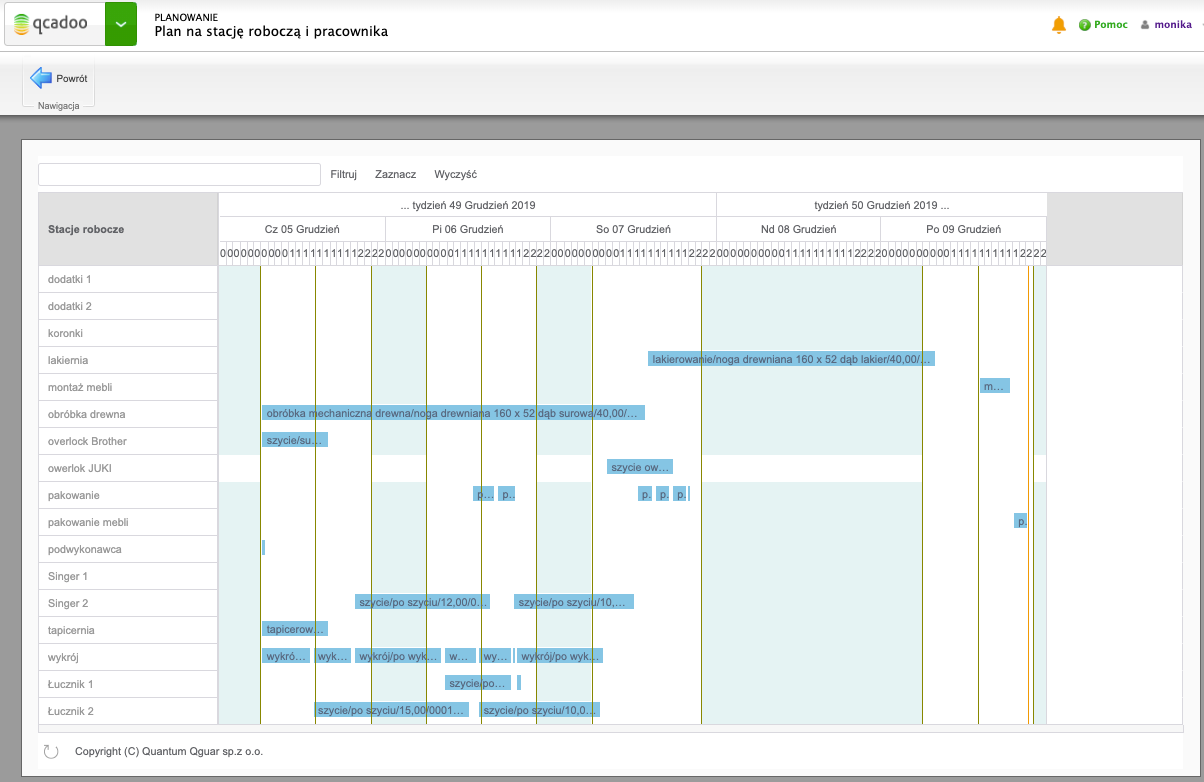 qcadoo
PLANOWANIE
Plan na stację roboczą i pracownika
Pomoc
monika
Powrót
Nawigacja
Filtruj Zaznacz Wyczyść
Stacje robocze
... tydzień 49 Grudzień 2019
tydzień 50 Grudzień 2019 ...
Cz 05 Grudzień
Pi 06 Grudzień
So 07 Grudzień
Nd 08 Grudzień
Po 09 Grudzień
dodatki 1
dodatki 2
koronki
lakiernia
lakierowanie/noga drewniana 160 x 52 dąb lakier/40,00/...
montaż mebli
m...
obróbka drewna
obróbka mechaniczna drewna/noga drewniana 160 x 52 dąb surowa/40,00/...
overlock Brother
szycie/su...
owerlok JUKI
szycie ow...
pakowanie
p... p... p. p. p.
pakowanie mebli
p.
podwykonawca
Singer 1
Singer 2
szycie/po szyciu/12,00/0... szycie/po szyciu/10,...
tapicernia
tapicerow...
wykrój
wykró... wyk... wykrój/po wyk... w... wy... wykrój/po wyk...
Łucznik 1
szycie/po...
Łucznik 2
szycie/po szyciu/15,00/0001... szycie/po szyciu/10,0...
Copyright (C) Quantum Qguar sp.z o.o.